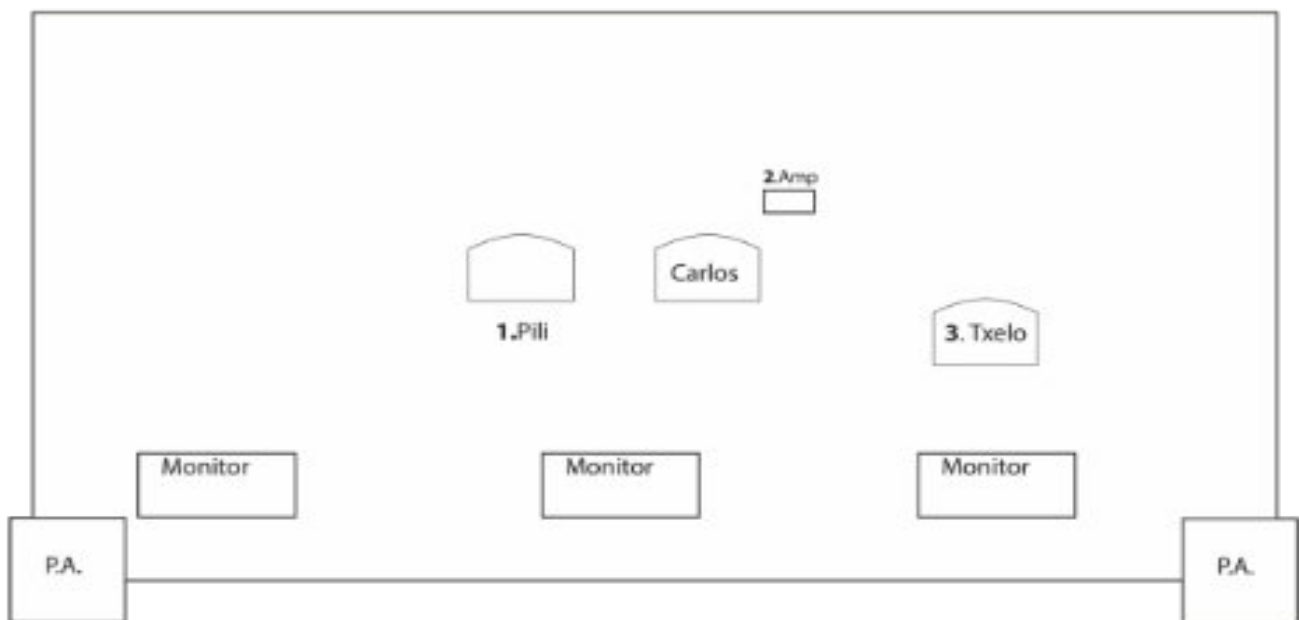 2.Amp
Carlos
1.Pili
3. Txelo
Monitor
Monitor
Monitor
P.A.
P.A.